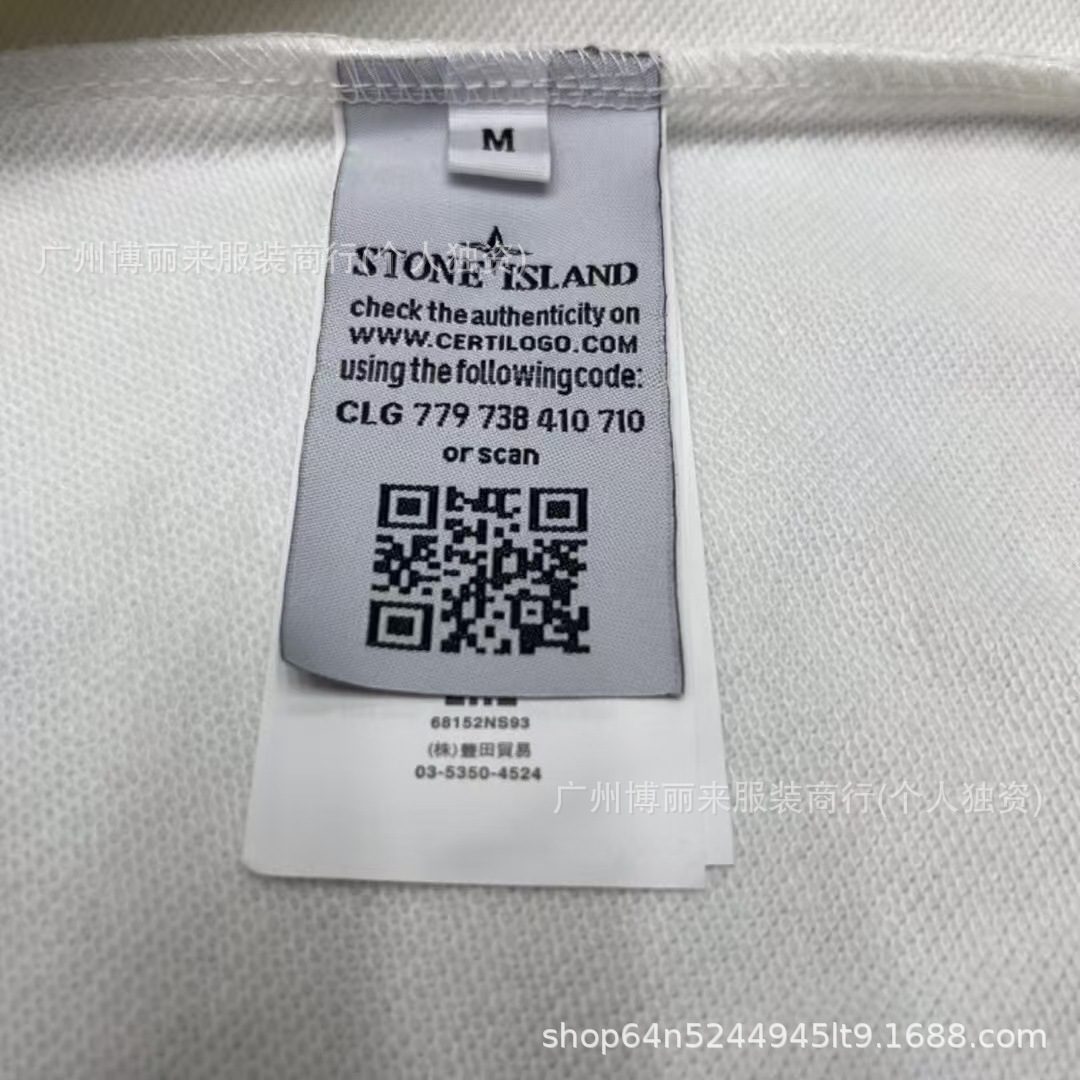 M
广州博丽来服装商行(个人独资)
STONE ISLAND
check the authenticity on
WWW.CERTILOGO.COM
using the following code:
CLG 779 738 410 710
or scan
68152NS93
(株)豊田貿易
03-5350-4524
广州博丽来服装商行(个人独资)
shop64n5244945lt9.1688.com